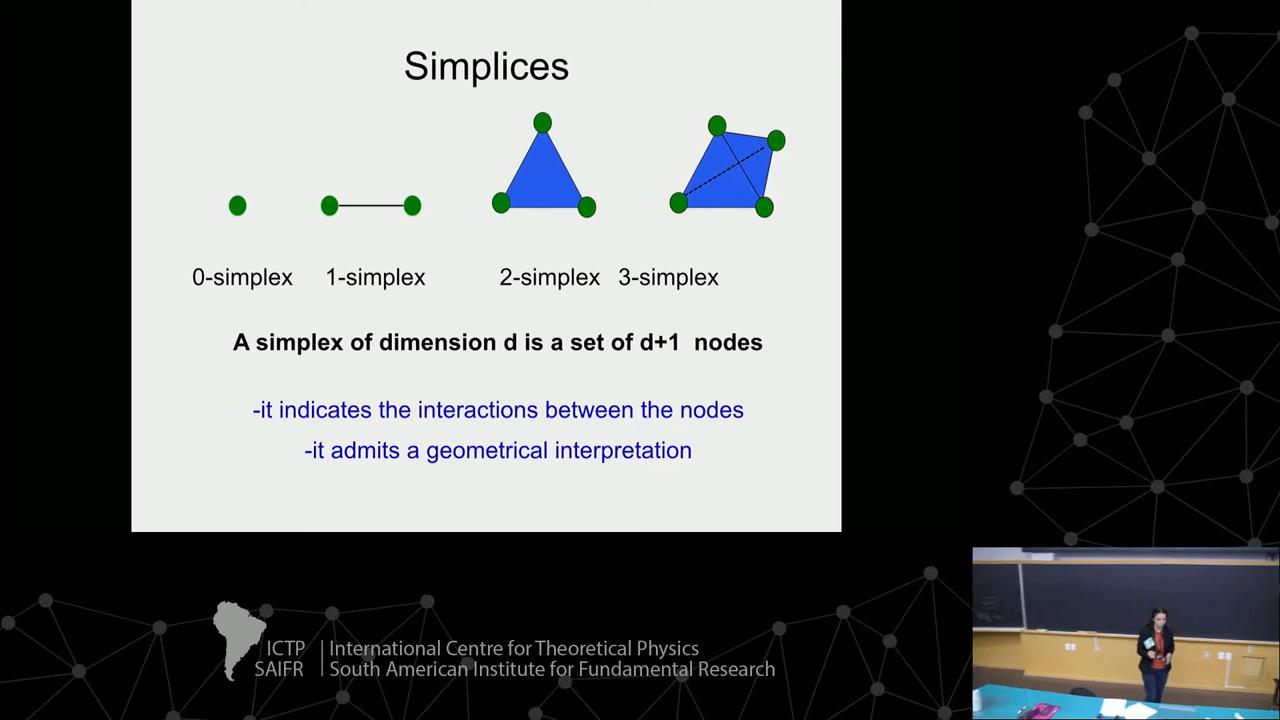 Simplices
0-simplex 1-simplex 2-simplex 3-simplex
A simplex of dimension d is a set of d+1 nodes
-it indicates the interactions between the nodes
-it admits a geometrical interpretation
ICTP International Centre for Theoretical Physics
SAIFR South American Institute for Fundamental Research